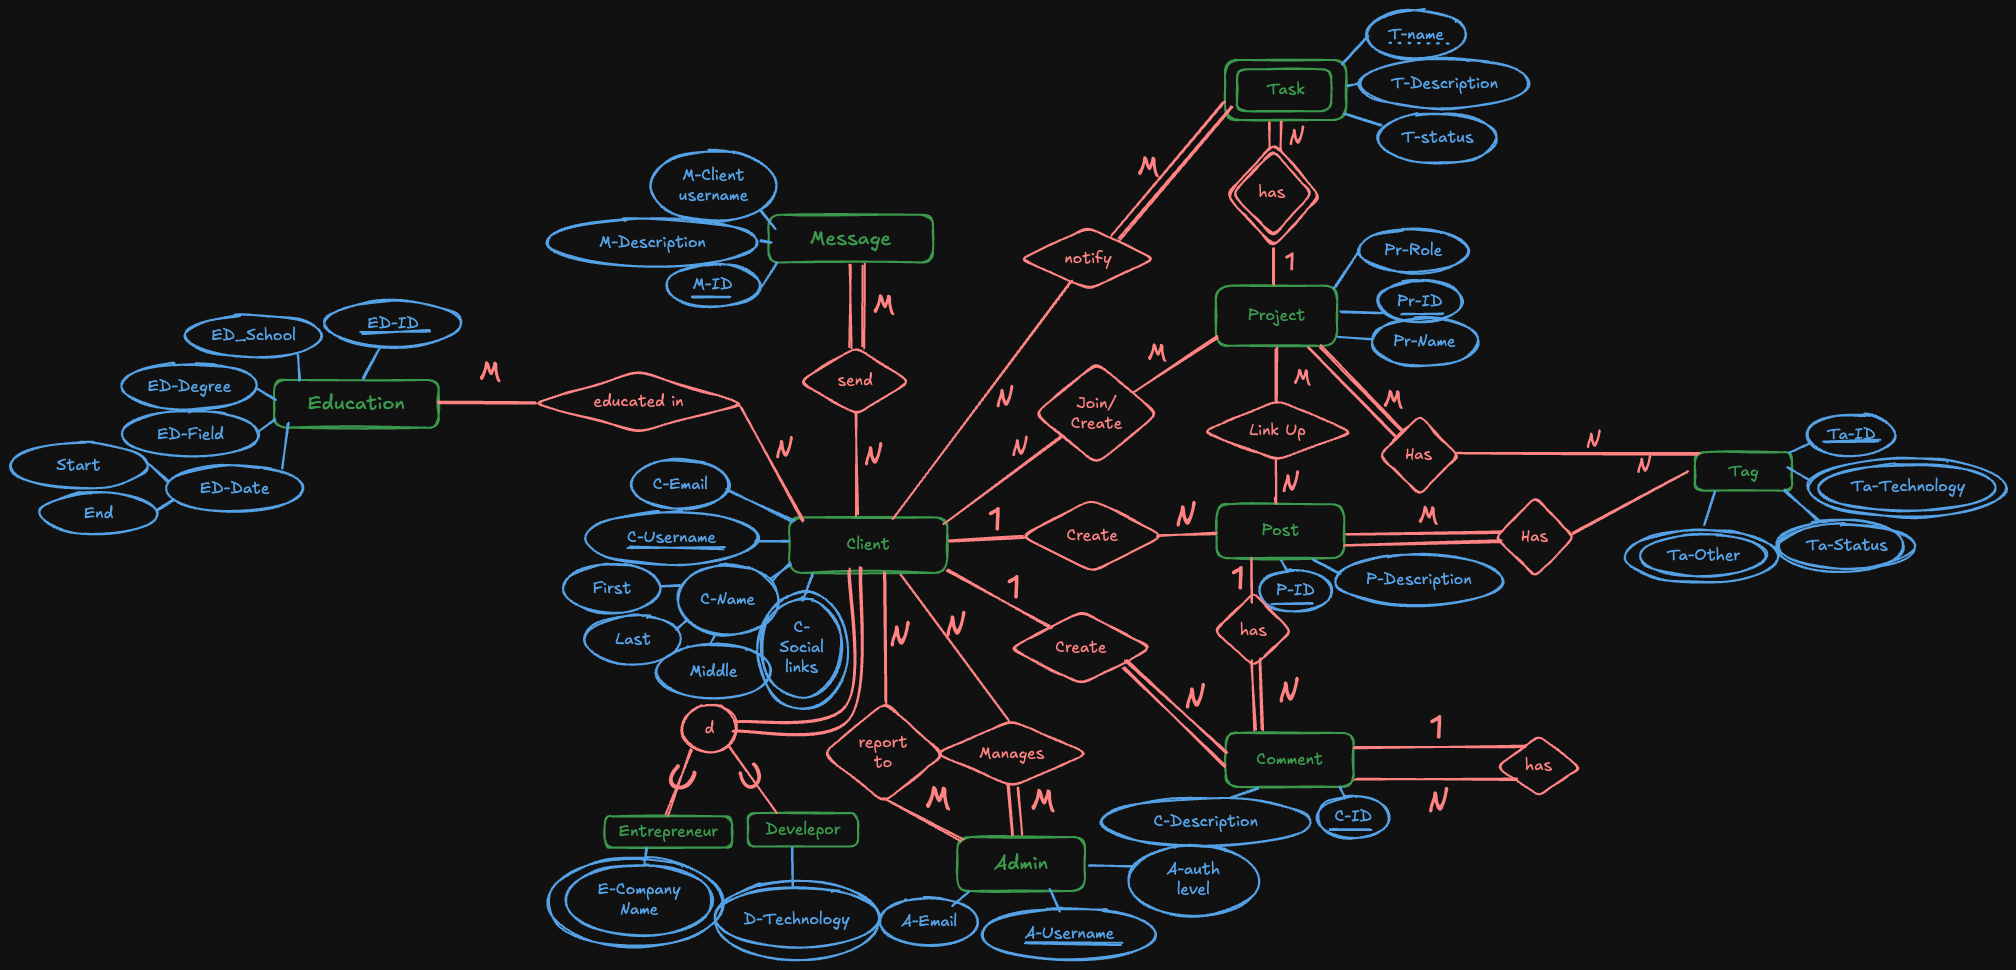 T-name
Task
T-Description
T-status
M
N
has
M-Client
username
Message
M-Description
M-ID
notify
1
Pr-Role
Pr-ID
Project
Pr-Name
M
ED-ID
ED_School
ED-Degree
Education
ED-Field
Start
ED-Date
End
M
educated in
N
send
N
N
M
Join/
Create
N
M
Link Up
N
M
Has
N
N
Ta-ID
Tag
Ta-Technology
Ta-Status
Ta-Other
C-Email
C-Username
Client
First
C-Name
Last
Middle
C-
Social
links
1
Create
N
Post
M
Has
P-ID
P-Description
1
has
N
1
Create
N
N
N
d
report
to
Manages
M
M
Comment
1
has
N
C-Description
C-ID
Entrepreneur
Develepor
E-Company
Name
D-Technology
Admin
A-auth
level
A-Email
A-Username